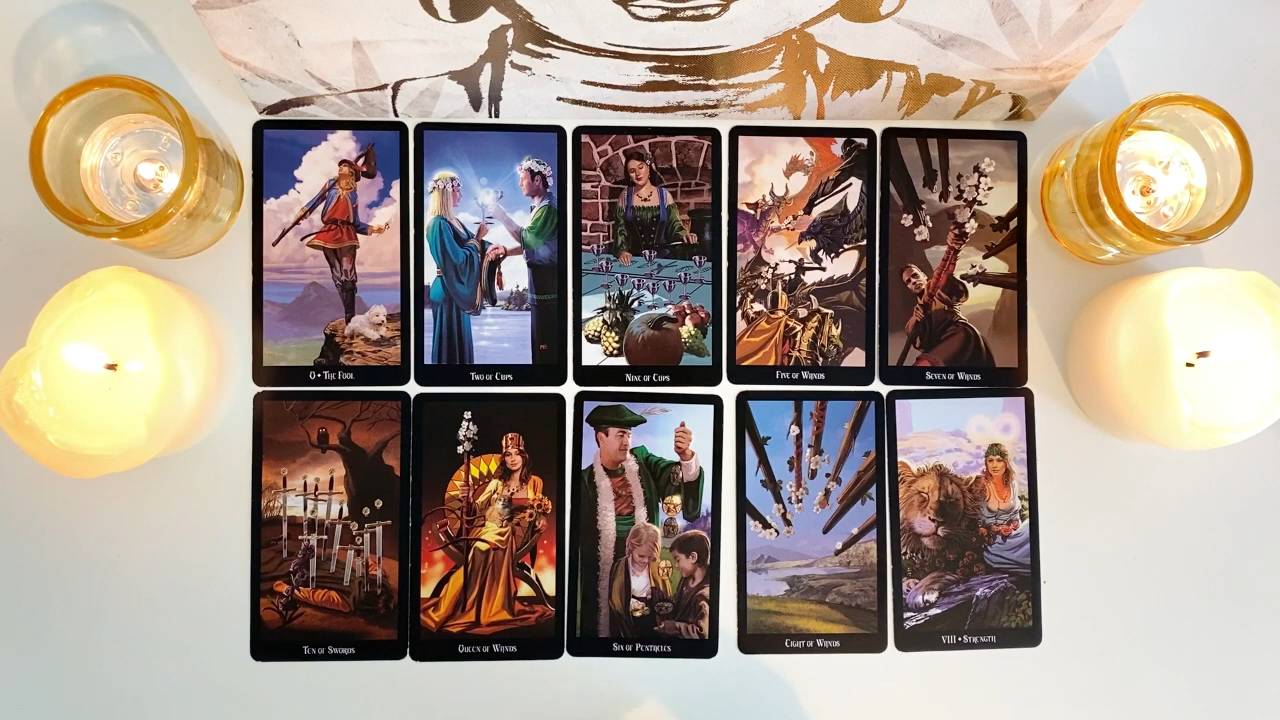 0 • The Fool
Two of Cups
Nine of Cups
Five of Wands
Seven of Wands
Ten of Swords
Queen of Wands
Six of Pentacles
Eight of Wands
VIII • Strength